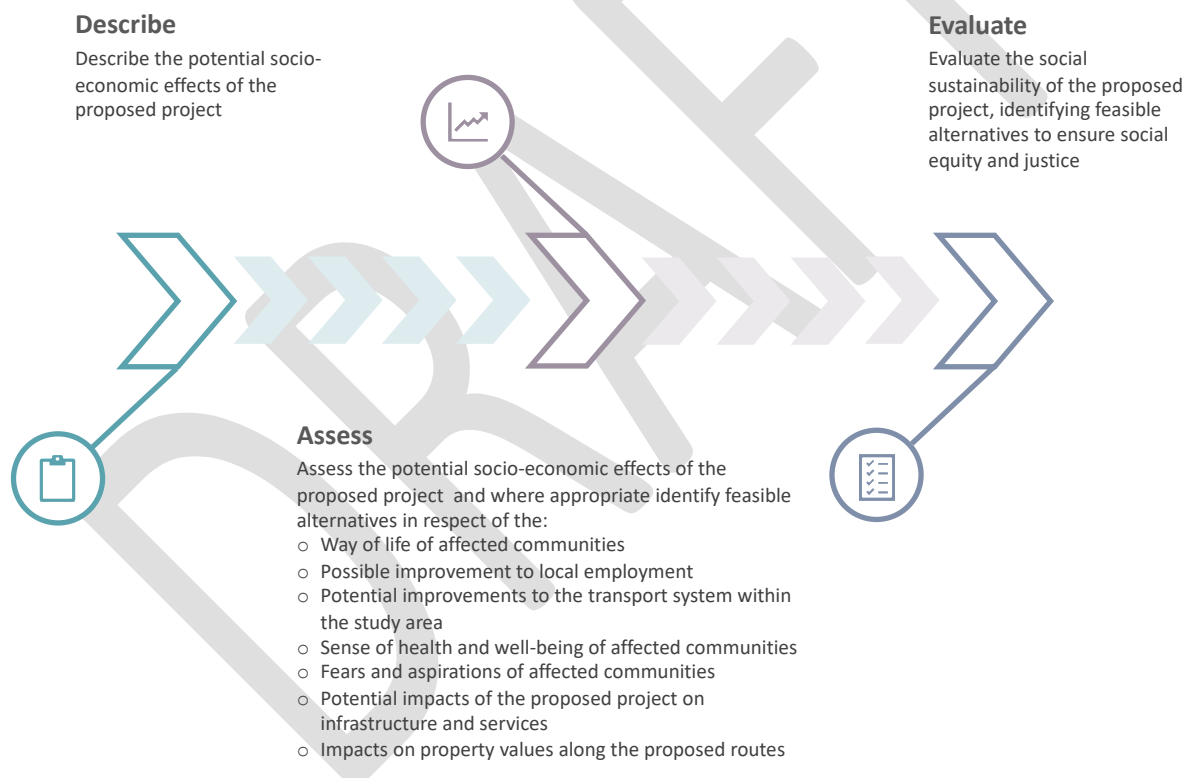 Describe
Describe the potential socio-
economic effects of the
proposed project
Evaluate
Evaluate the social
sustainability of the proposed
project, identifying feasible
alternatives to ensure social
equity and justice
Assess
Assess the potential socio-economic effects of the
proposed project  and where appropriate identify feasible
alternatives in respect of the:
o Way of life of affected communities
o Possible improvement to local employment
o Potential improvements to the transport system within
the study area
o Sense of health and well-being of affected communities
o Fears and aspirations of affected communities
o Potential impacts of the proposed project on
infrastructure and services
o Impacts on property values along the proposed routes
DRAFT